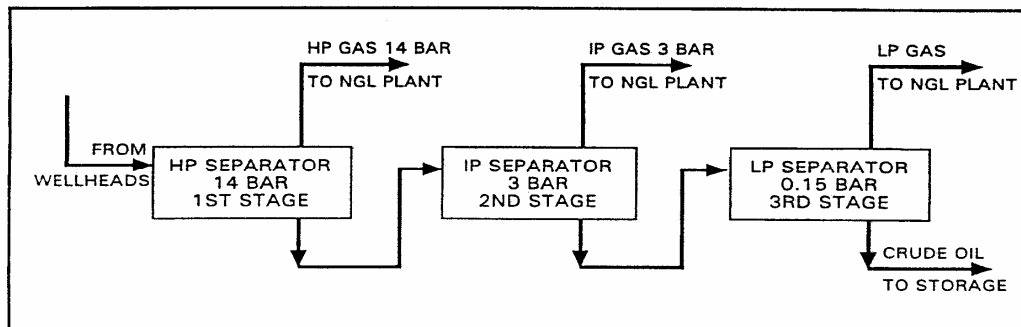 HP GAS 14 BAR
TO NGL PLANT
IP GAS 3 BAR
TO NGL PLANT
LP GAS
TO NGL PLANT
FROM
WELLHEADS
HP SEPARATOR
14 BAR
1ST STAGE
IP SEPARATOR
3 BAR
2ND STAGE
LP SEPARATOR
0.15 BAR
3RD STAGE
CRUDE OIL
TO STORAGE